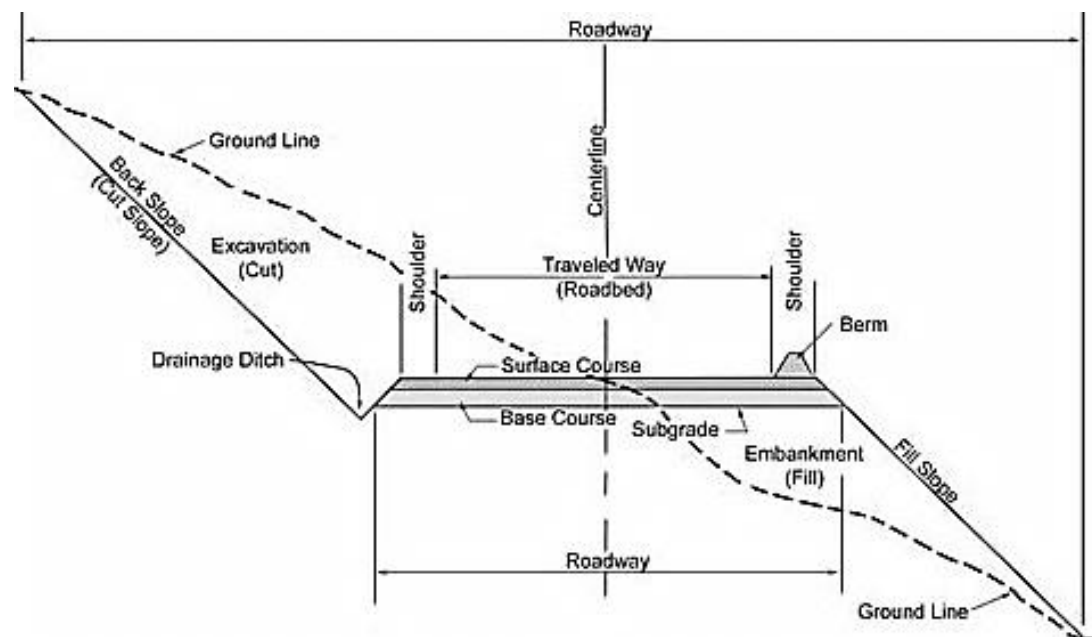 Roadway
Ground Line
Centerline
Back Slope
(Cut Slope)
Excavation
(Cut)
Shoulder
Traveled Way
(Roadbed)
Shoulder
Berm
Drainage Ditch
Surface Course
Base Course
Subgrade
Embankment
(Fill)
Fill Slope
Roadway
Ground Line